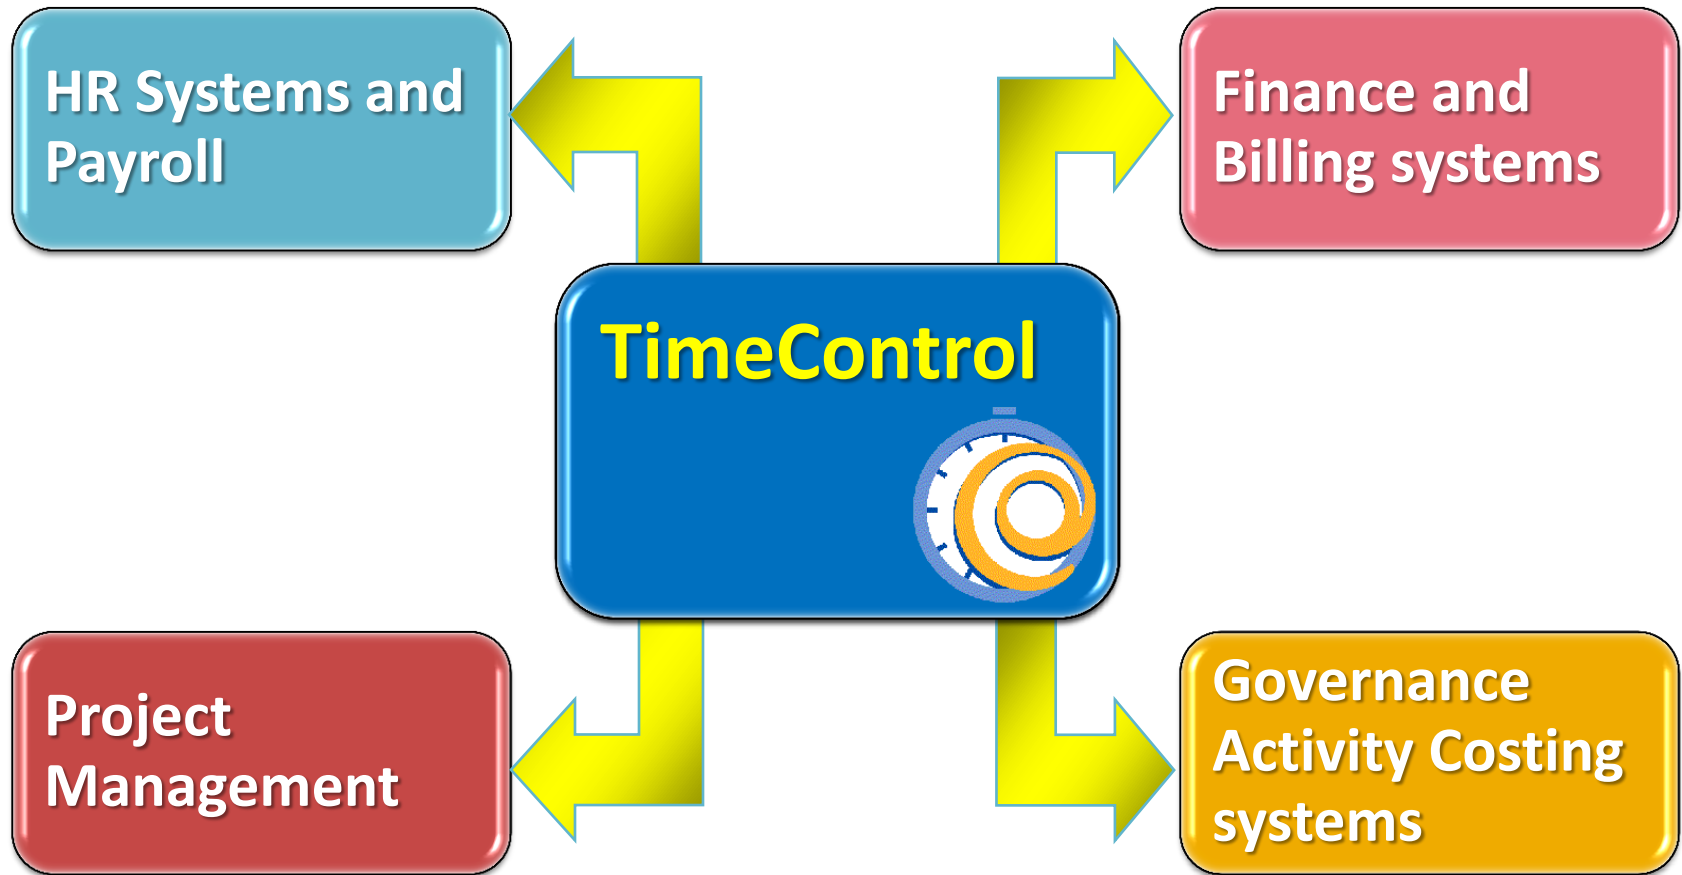 HR Systems and
Payroll
Finance and
Billing systems
TimeControl
Project
Management
Governance
Activity Costing
systems